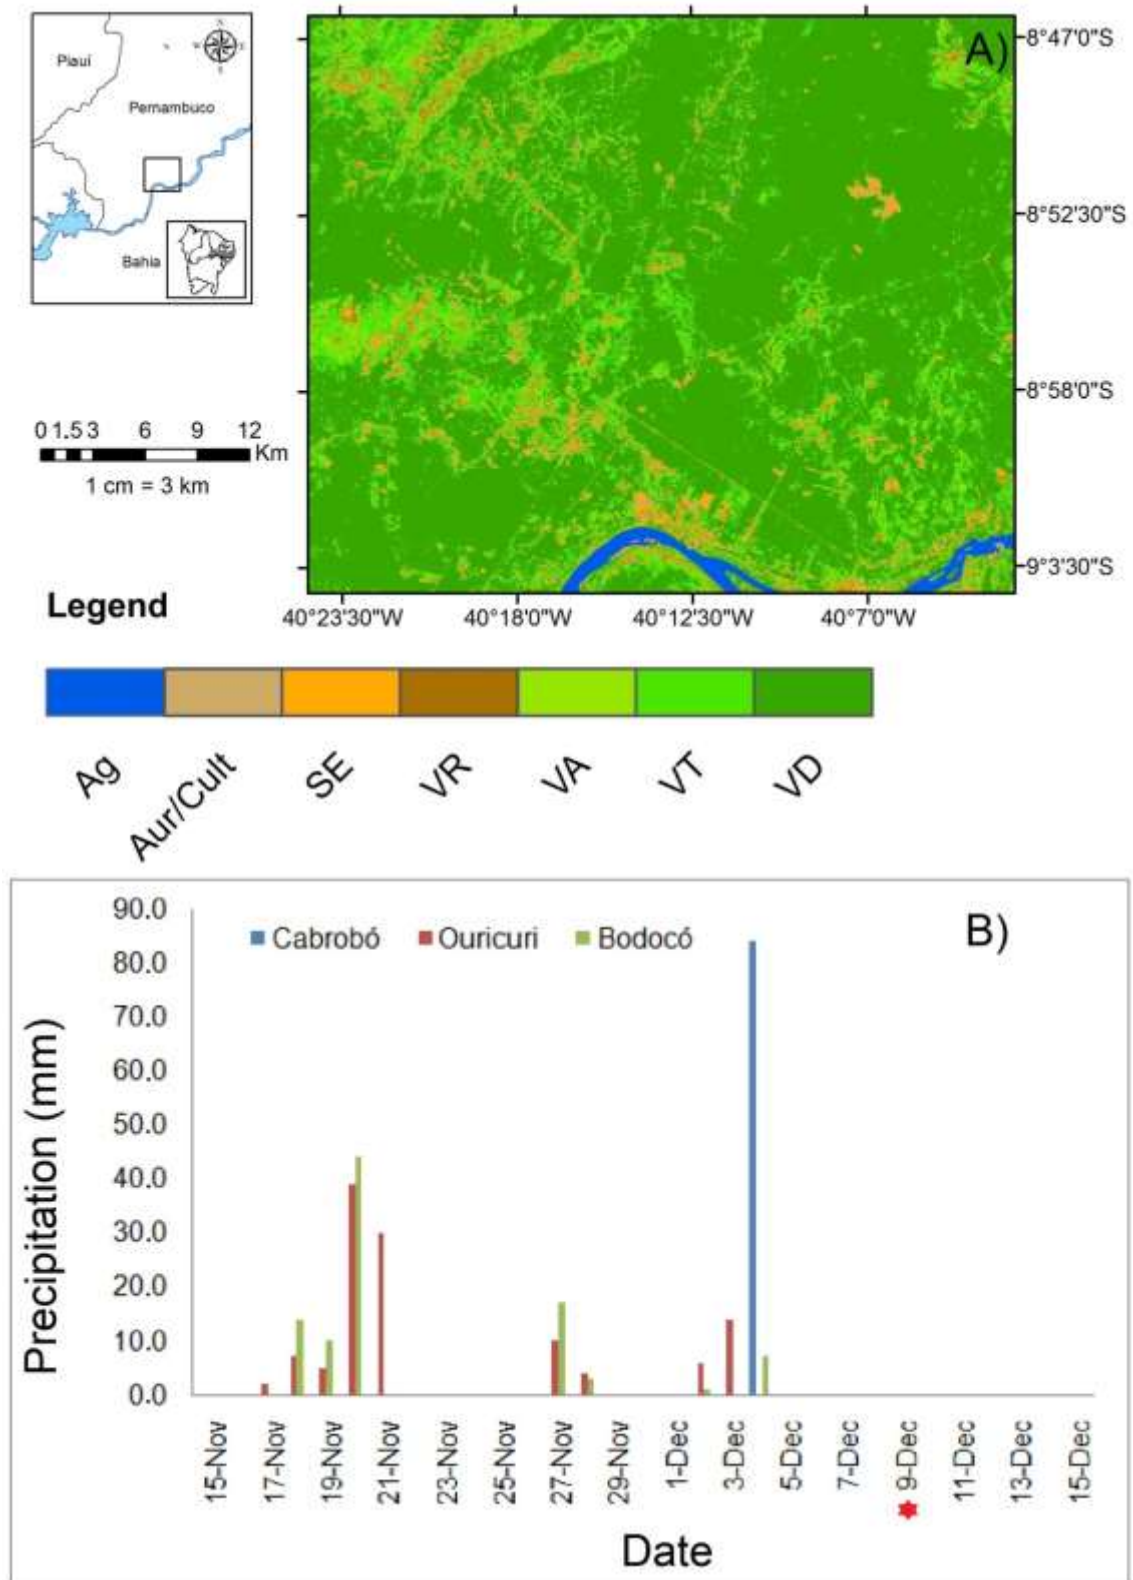 Piauí
Pernambuco
Bahia
N
S
A)
8°47'0"S
8°52'30"S
8°58'0"S
9°3'30"S
40°23'30"W 40°18'0"W 40°12'30"W 40°7'0"W
0 1.5 3 6 9 12
Km
1 cm = 3 km
Legend
Ag Aur/Cult SE VR VA VT VD
B)
Cabrobó Ouricuri Bodocó
Precipitation (mm)
90.0
80.0
70.0
60.0
50.0
40.0
30.0
20.0
10.0
0.0
15-Nov 17-Nov 19-Nov 21-Nov 23-Nov 25-Nov 27-Nov 29-Nov 1-Dec 3-Dec 5-Dec 7-Dec 9-Dec 11-Dec 13-Dec 15-Dec
Date